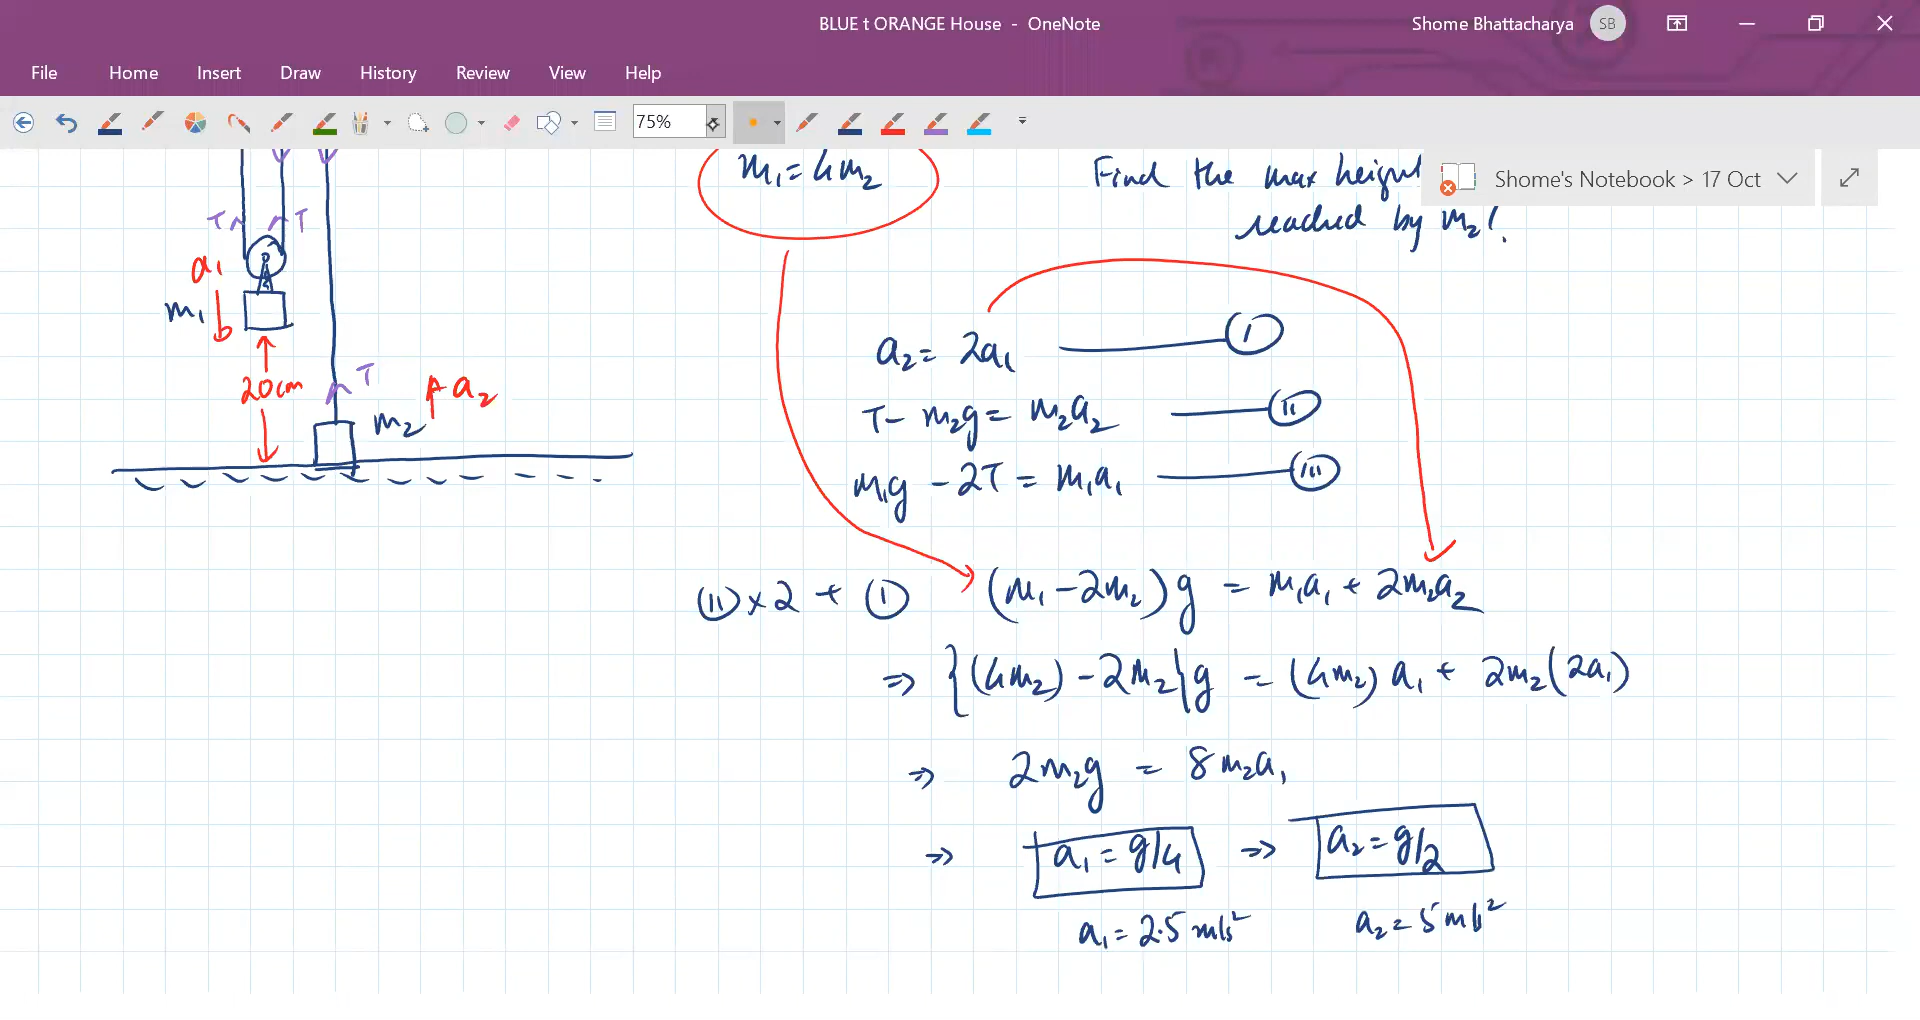 BLUE t ORANGE House - OneNote
Shome Bhattacharya SB
File Home Insert Draw History Review View Help
75%
Shome's Notebook > 17 Oct
m₁ = 4m₂
Find the max height
reached by m₂?
T T
a₁
m₁
20cm
T
a₂
m₂
a₂ = 2a₁ I
T - m₂g = m₂a₂ II
m₁g - 2T = m₁a₁ III
II × 2 + I (m₁ - 2m₂) g = m₁a₁ + 2m₂a₂
⇒ {(4m₂) - 2m₂} g = (4m₂) a₁ + 2m₂(2a₁)
⇒ 2m₂g = 8m₂a₁
⇒ a₁ = g/4 ⇒ a₂ = g/2
a₁ = 2.5 m/s² a₂ = 5 m/s²